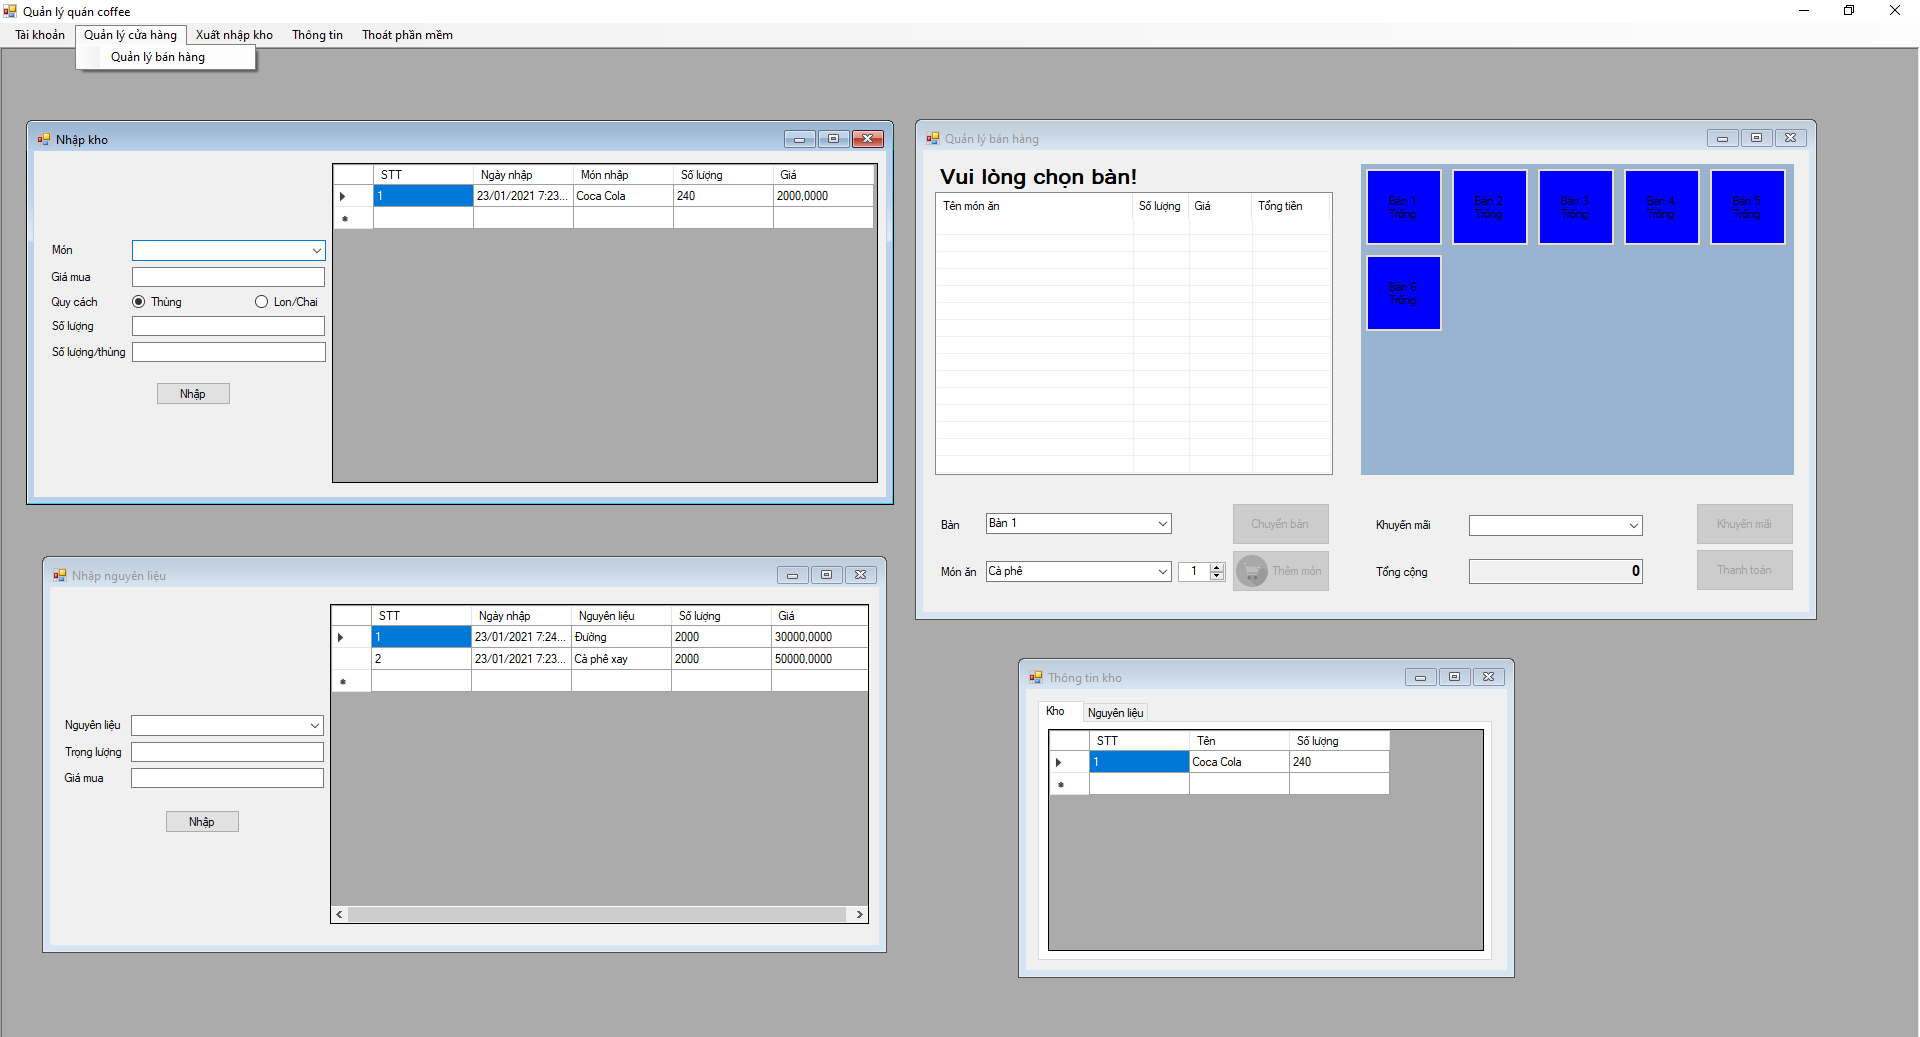 Quản lý quán coffee
Tài khoản Quản lý cửa hàng Xuất nhập kho Thông tin Thoát phần mềm
Quản lý bán hàng
Nhập kho
STT Ngày nhập Món nhập Số lượng Giá
1 23/01/2021 7:23... Coca Cola 240 2000,0000
Món
Giá mua
Quy cách Thùng Lon/Chai
Số lượng
Số lượng/thùng
Nhập
Quản lý bán hàng
Vui lòng chọn bàn!
Tên món ăn Số lượng Giá Tổng tiền
Bàn 1
Trống
Bàn 2
Trống
Bàn 3
Trống
Bàn 4
Trống
Bàn 5
Trống
Bàn 6
Trống
Bàn Bàn 1 Chuyển bàn Khuyến mãi Khuyến mãi
Món ăn Cà phê 1 Thêm món Tổng cộng 0 Thanh toán
Nhập nguyên liệu
STT Ngày nhập Nguyên liệu Số lượng Giá
1 23/01/2021 7:24... Đường 2000 30000,0000
2 23/01/2021 7:23... Cà phê xay 2000 50000,0000
Nguyên liệu
Trọng lượng
Giá mua
Nhập
Thông tin kho
Kho Nguyên liệu
STT Tên Số lượng
1 Coca Cola 240